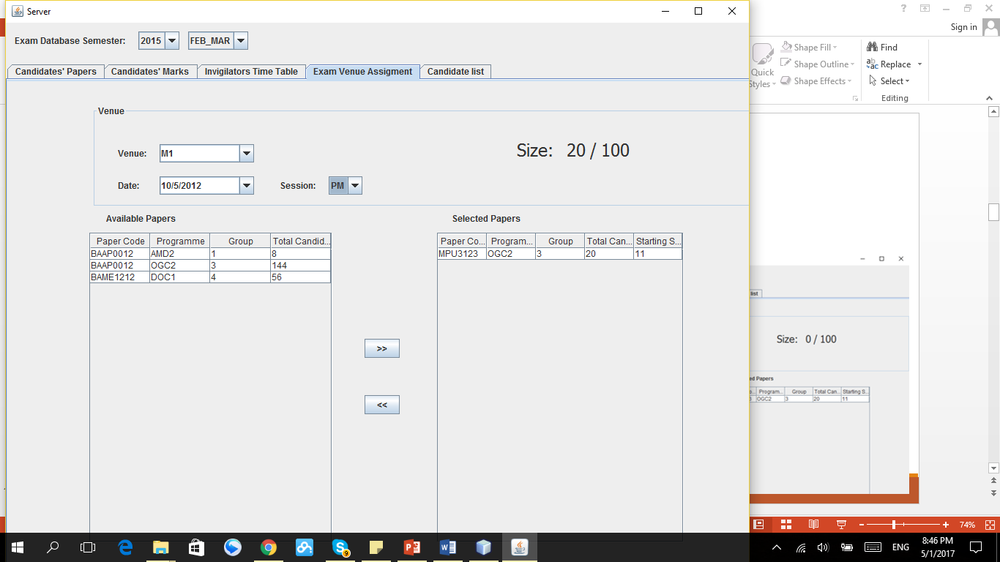 Server
Sign in
Exam Database Semester: 2015 FEB_MAR
Shape Fill
Find
Quick Styles
Shape Outline
Replace
Shape Effects
Select
Editing
Candidates' Papers Candidates' Marks Invigilators Time Table Exam Venue Assigment Candidate list
Venue
Venue: M1
Size: 20 / 100
Date: 10/5/2012 Session: PM
Available Papers
Paper Code Programme Group Total Candid...
BAAP0012 AMD2 1 8
BAAP0012 OGC2 3 144
BAME1212 DOC1 4 56
>>
<<
Selected Papers
Paper Co... Program... Group Total Can... Starting S...
MPU3123 OGC2 3 20 11
list
Size: 0 / 100
ed Papers
Program... Group Total Can... Starting S...
3 OGC2 3 20 11
74%
9
ENG
8:46 PM
5/1/2017